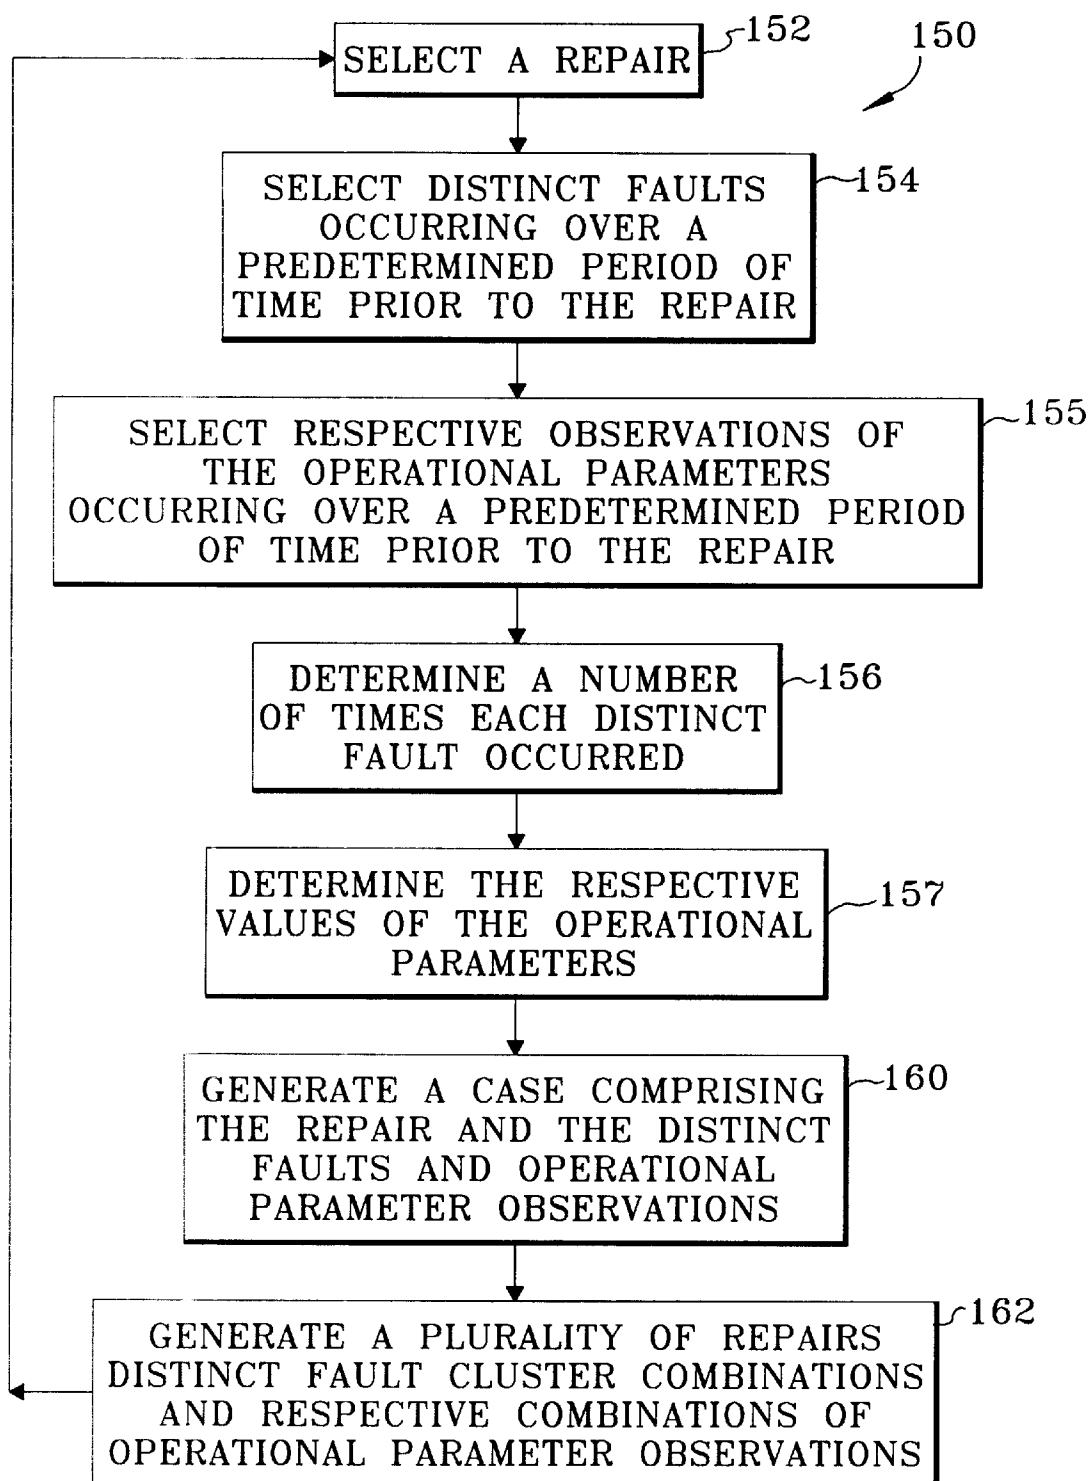 152
150
SELECT A REPAIR
154
SELECT DISTINCT FAULTS
OCCURRING OVER A
PREDETERMINED PERIOD OF
TIME PRIOR TO THE REPAIR
155
SELECT RESPECTIVE OBSERVATIONS OF
THE OPERATIONAL PARAMETERS
OCCURRING OVER A PREDETERMINED PERIOD
OF TIME PRIOR TO THE REPAIR
156
DETERMINE A NUMBER
OF TIMES EACH DISTINCT
FAULT OCCURRED
157
DETERMINE THE RESPECTIVE
VALUES OF THE OPERATIONAL
PARAMETERS
160
GENERATE A CASE COMPRISING
THE REPAIR AND THE DISTINCT
FAULTS AND OPERATIONAL
PARAMETER OBSERVATIONS
162
GENERATE A PLURALITY OF REPAIRS
DISTINCT FAULT CLUSTER COMBINATIONS
AND RESPECTIVE COMBINATIONS OF
OPERATIONAL PARAMETER OBSERVATIONS